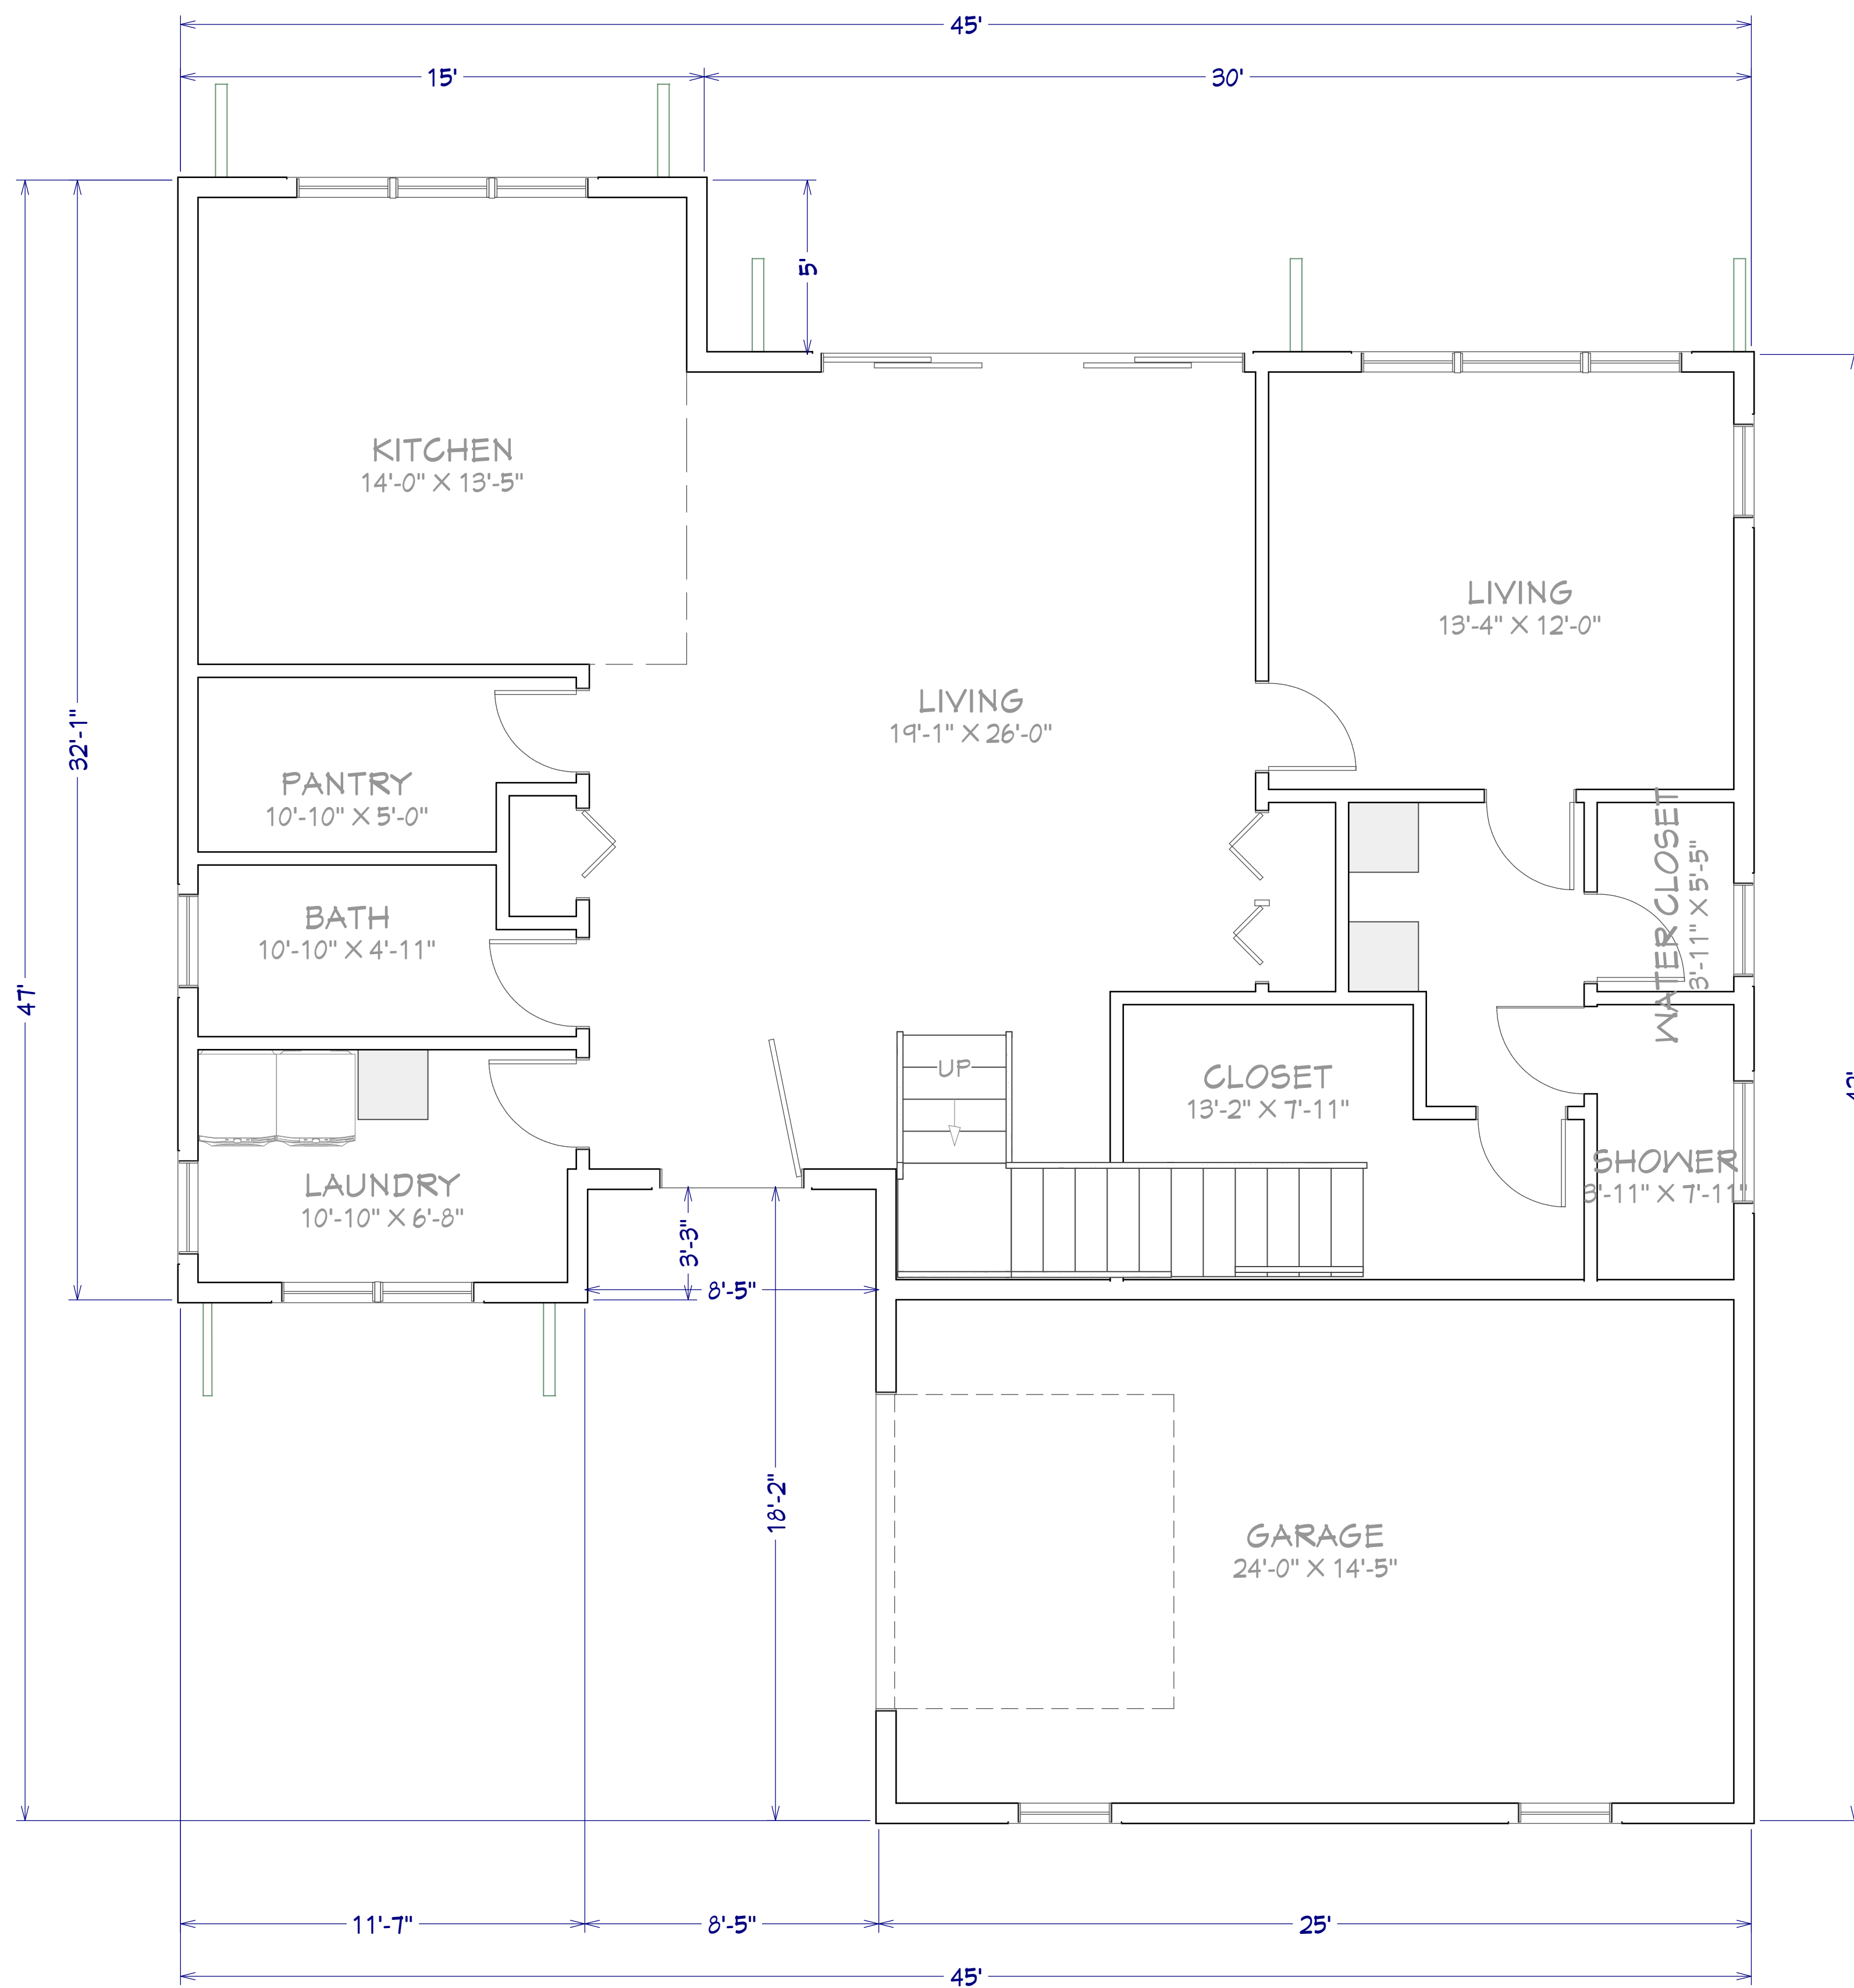 45'
15'
30'
5'
KITCHEN
14'-0" X 13'-5"
LIVING
13'-4" X 12'-0"
LIVING
19'-1" X 26'-0"
32'-1"
PANTRY
10'-10" X 5'-0"
WATER CLOSET
3'-11" X 5'-5"
BATH
10'-10" X 4'-11"
47'
UP
CLOSET
13'-2" X 7'-11"
SHOWER
3'-11" X 7'-11"
LAUNDRY
10'-10" X 6'-8"
3'-3"
8'-5"
18'-2"
GARAGE
24'-0" X 14'-5"
11'-7"
8'-5"
25'
45'